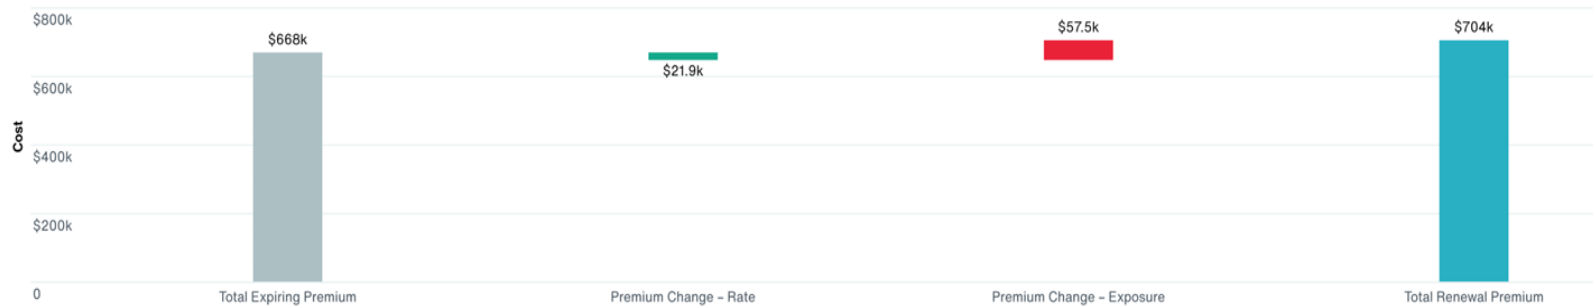 $800k
$600k
$400k
$200k
0
Cost
$668k
$21.9k
$57.5k
$704k
Total Expiring Premium
Premium Change – Rate
Premium Change – Exposure
Total Renewal Premium